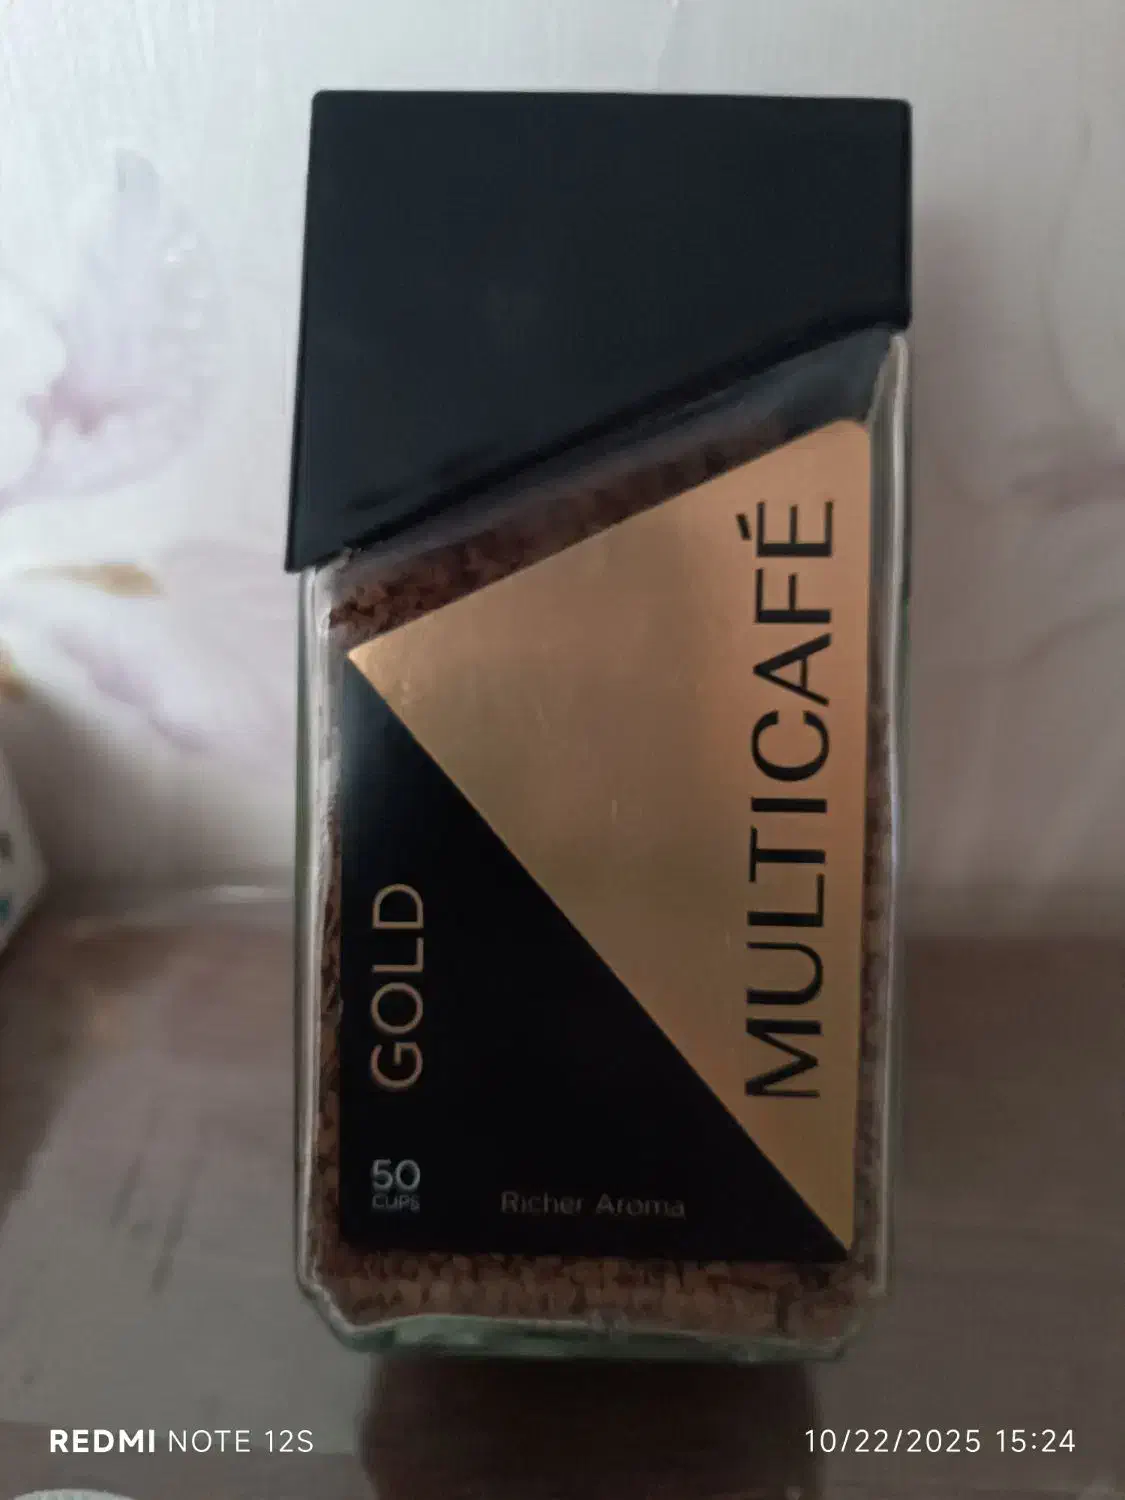 MULTICAFÉ
GOLD
50
CUPS
Richer Aroma
REDMI NOTE 12S
10/22/2025 15:24